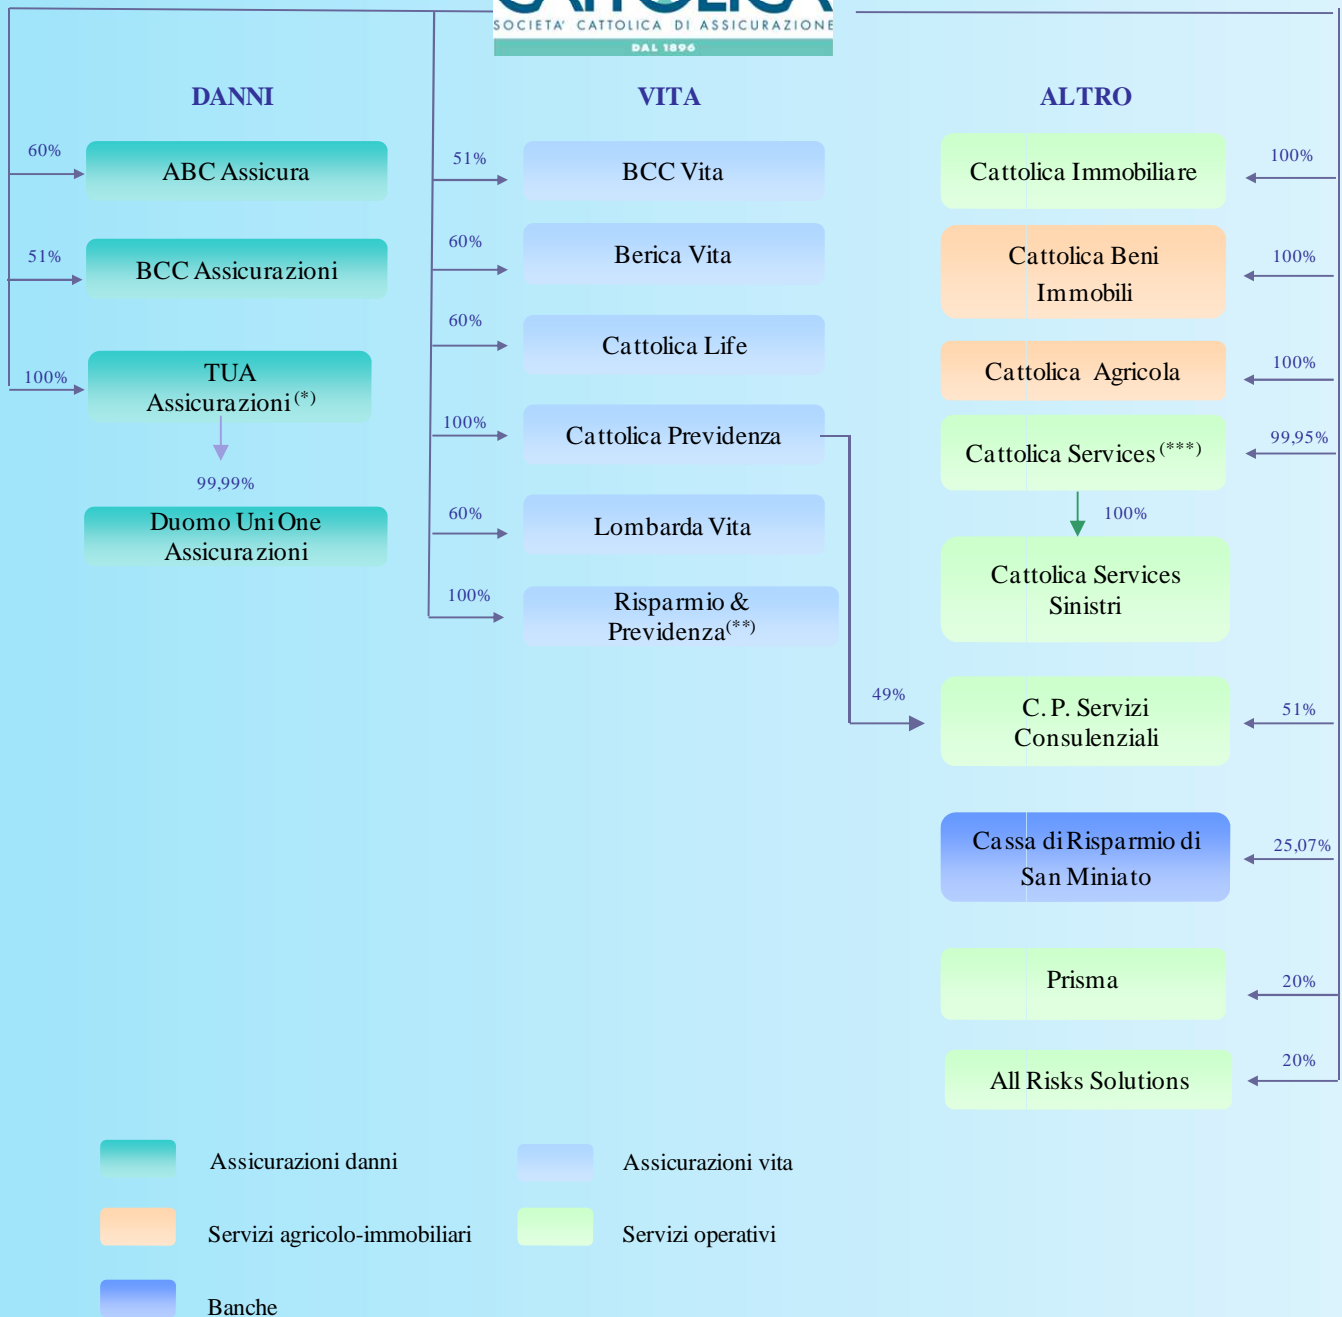 CATTOLICA
SOCIETA' CATTOLICA DI ASSICURAZIONE
DAL 1896
DANNI
60%
ABC Assicura
51%
BCC Assicurazioni
100%
TUA
Assicurazioni (*)
99,99%
Duomo Uni One
Assicurazioni
VITA
51%
BCC Vita
60%
Berica Vita
60%
Cattolica Life
100%
Cattolica Previdenza
60%
Lombarda Vita
100%
Risparmio &
Previdenza(**)
49%
ALTRO
Cattolica Immobiliare
100%
Cattolica Beni
Immobili
100%
Cattolica Agricola
100%
Cattolica Services (***)
99,95%
100%
Cattolica Services
Sinistri
C. P. Servizi
Consulenziali
51%
Cassa di Risparmio di
San Miniato
25,07%
Prisma
20%
All Risks Solutions
20%
Assicurazioni danni
Assicurazioni vita
Servizi agricolo-immobiliari
Servizi operativi
Banche